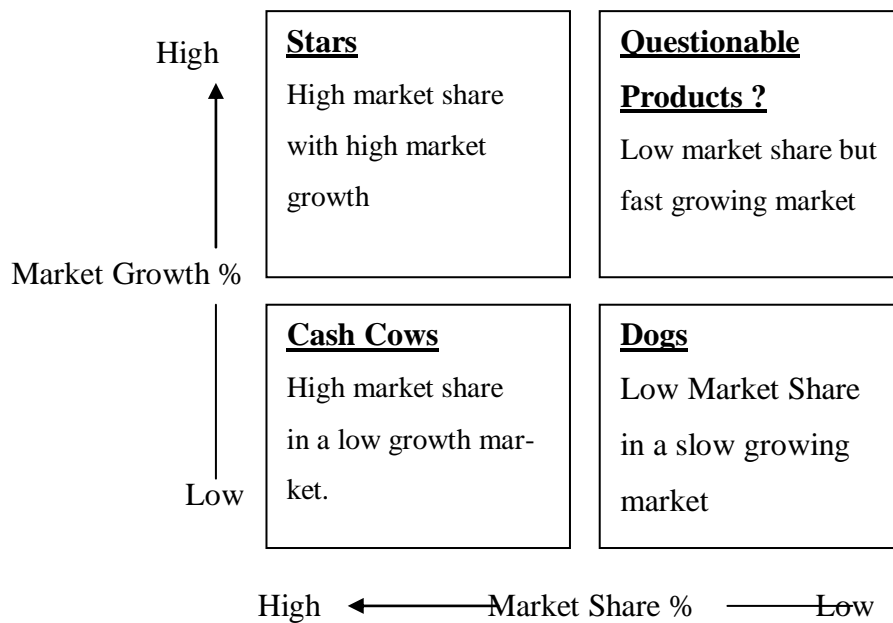 High
Stars
High market share
with high market
growth
Questionable
Products ?
Low market share but
fast growing market
Market Growth %
Cash Cows
High market share
in a low growth mar-
ket.
Dogs
Low Market Share
in a slow growing
market
Low
High Market Share % Low